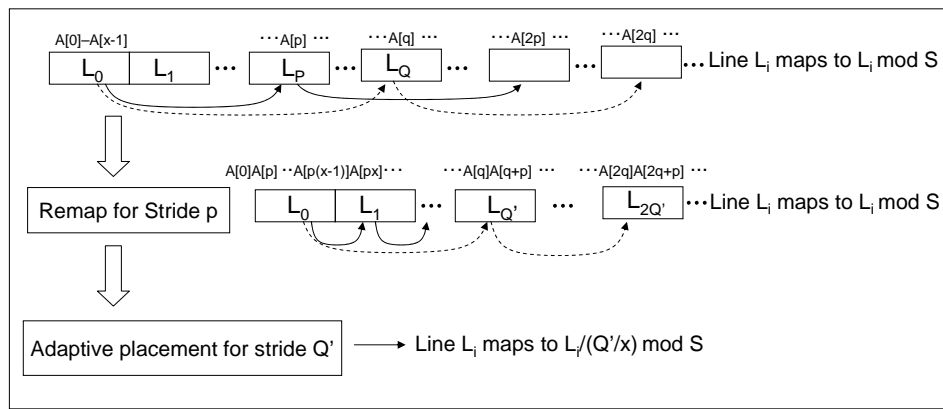 A[0]–A[x-1] ⋯A[p] ⋯ ⋯A[q] ⋯ ⋯A[2p] ⋯ ⋯A[2q] ⋯
L0 L1 ⋯ LP ⋯ LQ ⋯ ⋯ ⋯ Line Li maps to Li mod S
A[0]A[p] ⋯A[p(x-1)]A[px]⋯ ⋯A[q]A[q+p] ⋯ ⋯A[2q]A[2q+p] ⋯
Remap for Stride p L0 L1 ⋯ LQ' ⋯ L2Q' ⋯ Line Li maps to Li mod S
Adaptive placement for stride Q' Line Li maps to Li/(Q'/x) mod S